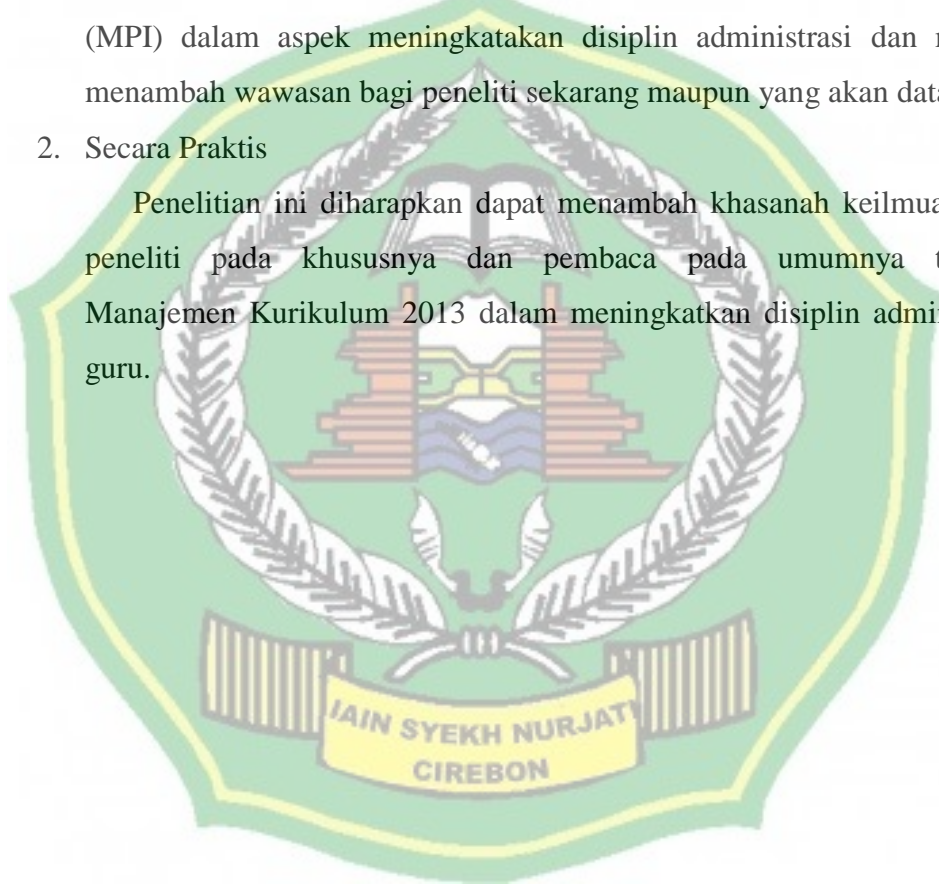 (MPI) dalam aspek meningkatakan disiplin administrasi dan
menambah wawasan bagi peneliti sekarang maupun yang akan
2. Secara Praktis
Penelitian ini diharapkan dapat menambah khasanah
peneliti pada khususnya dan pembaca pada umumnya
Manajemen Kurikulum 2013 dalam meningkatkan disiplin
guru.
IAIN SYEKH NURJATI
CIREBON